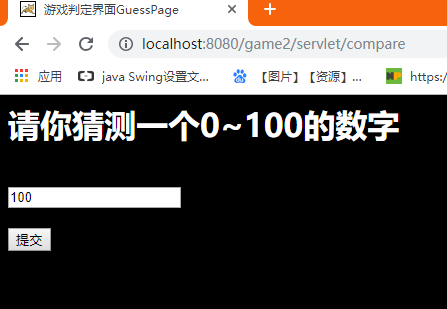 游戏判定界面GuessPage
localhost:8080/game2/servlet/compare
应用 java Swing设置文... 【图片】【资源】... https:/
请你猜测一个0~100的数字
100
提交